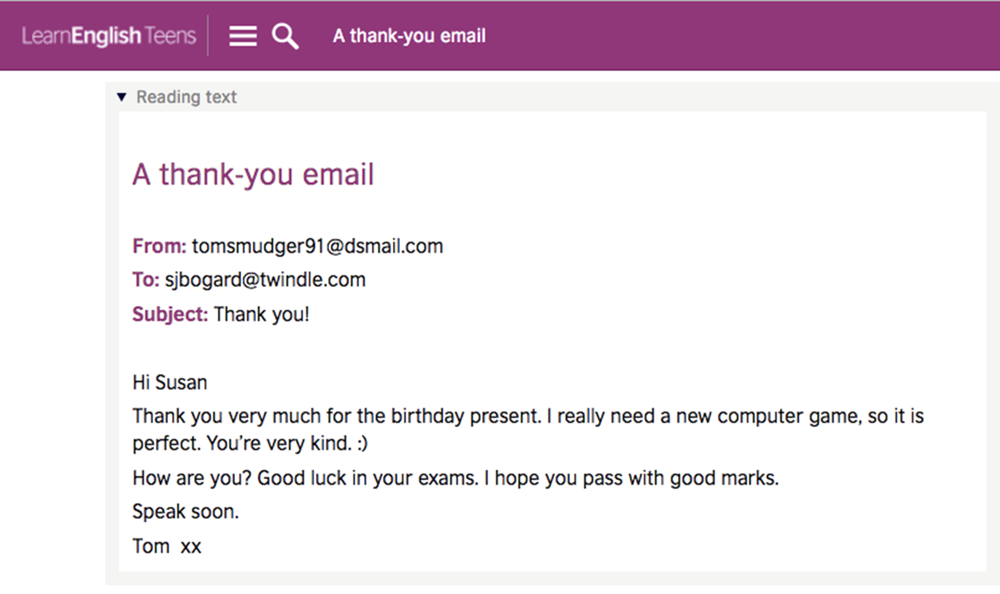 LearnEnglish Teens
A thank-you email
Reading text
A thank-you email
From: tomsmudger91@dsmail.com
To: sjbogard@twindle.com
Subject: Thank you!
Hi Susan
Thank you very much for the birthday present. I really need a new computer game, so it is
perfect. You’re very kind. :)
How are you? Good luck in your exams. I hope you pass with good marks.
Speak soon.
Tom  xx